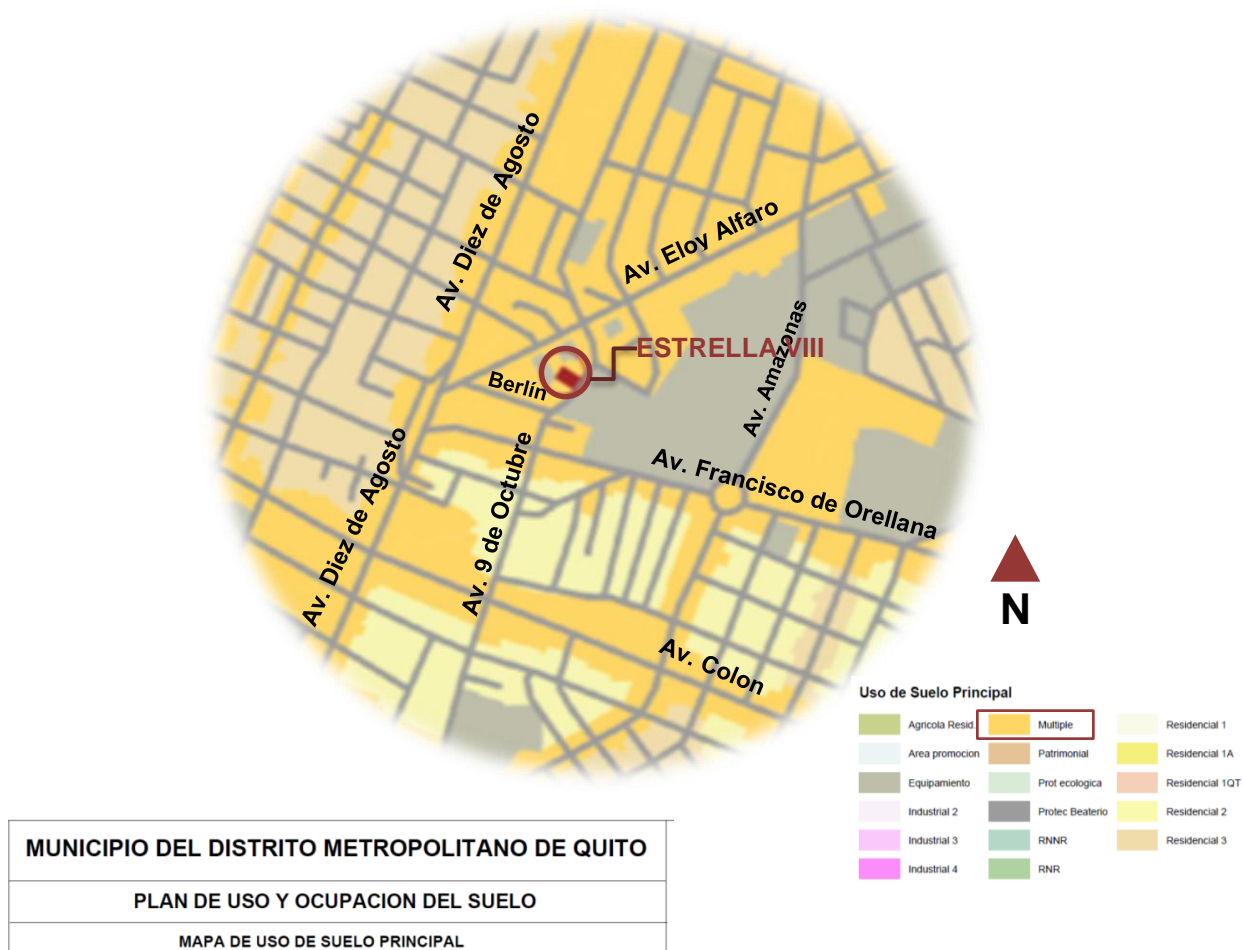 Av. Diez de Agosto
Av. Eloy Alfaro
ESTRELLA VIII
Av. Amazonas
Berlín
Av. Diez de Agosto
Av. 9 de Octubre
Av. Francisco de Orellana
N
Av. Colon
Uso de Suelo Principal
Agricola Resid.
Multiple
Residencial 1
Area promocion
Patrimonial
Residencial 1A
Equipamiento
Prot ecologica
Residencial 1QT
Industrial 2
Protec Beaterio
Residencial 2
Industrial 3
RNNR
Residencial 3
Industrial 4
RNR
MUNICIPIO DEL DISTRITO METROPOLITANO DE QUITO
PLAN DE USO Y OCUPACION DEL SUELO
MAPA DE USO DE SUELO PRINCIPAL